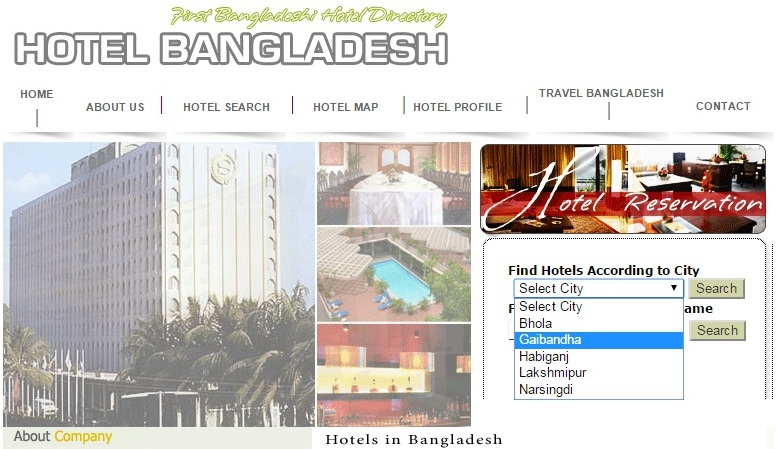 First Bangladeshi Hotel Directory
HOTEL BANGLADESH
HOME
ABOUT US
HOTEL SEARCH
HOTEL MAP
HOTEL PROFILE
TRAVEL BANGLADESH
CONTACT
Hotel Reservation
Find Hotels According to City
Select City
Search
Select City
ame
Bhola
Search
Gaibandha
Habiganj
Lakshmipur
Narsingdi
About Company
Hotels in Bangladesh